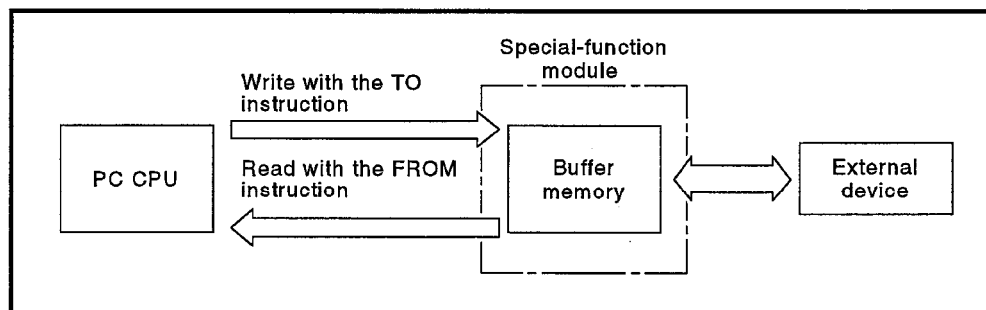 Special-function
module
Write with the TO
instruction
PC CPU
Read with the FROM
instruction
Buffer
memory
External
device